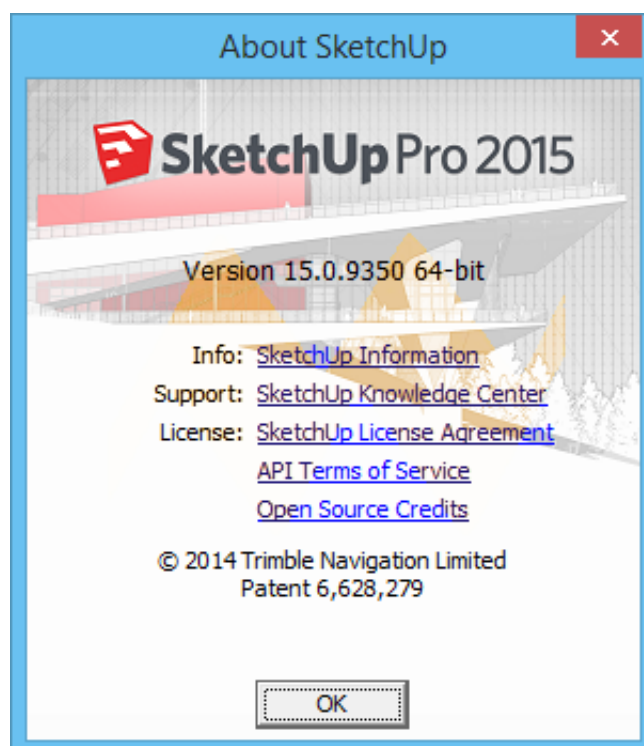 About SketchUp
SketchUp Pro 2015
Version 15.0.9350 64-bit
Info: SketchUp Information
Support: SketchUp Knowledge Center
License: SketchUp License Agreement
API Terms of Service
Open Source Credits
© 2014 Trimble Navigation Limited
Patent 6,628,279
OK